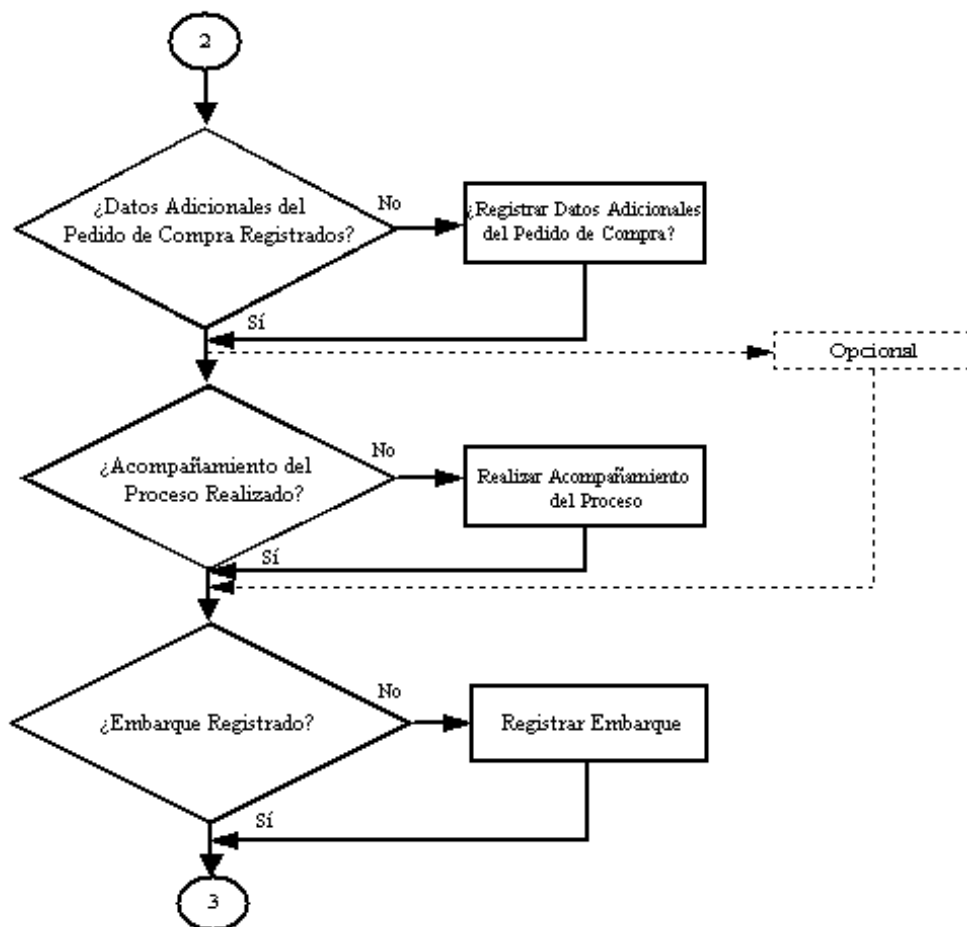 2
¿Datos Adicionales del
Pedido de Compra Registrados?
No
¿Registrar Datos Adicionales
del Pedido de Compra?
Sí
Opcional
¿Acompañamiento del
Proceso Realizado?
No
Realizar Acompañamiento
del Proceso
Sí
¿Embarque Registrado?
No
Registrar Embarque
Sí
3